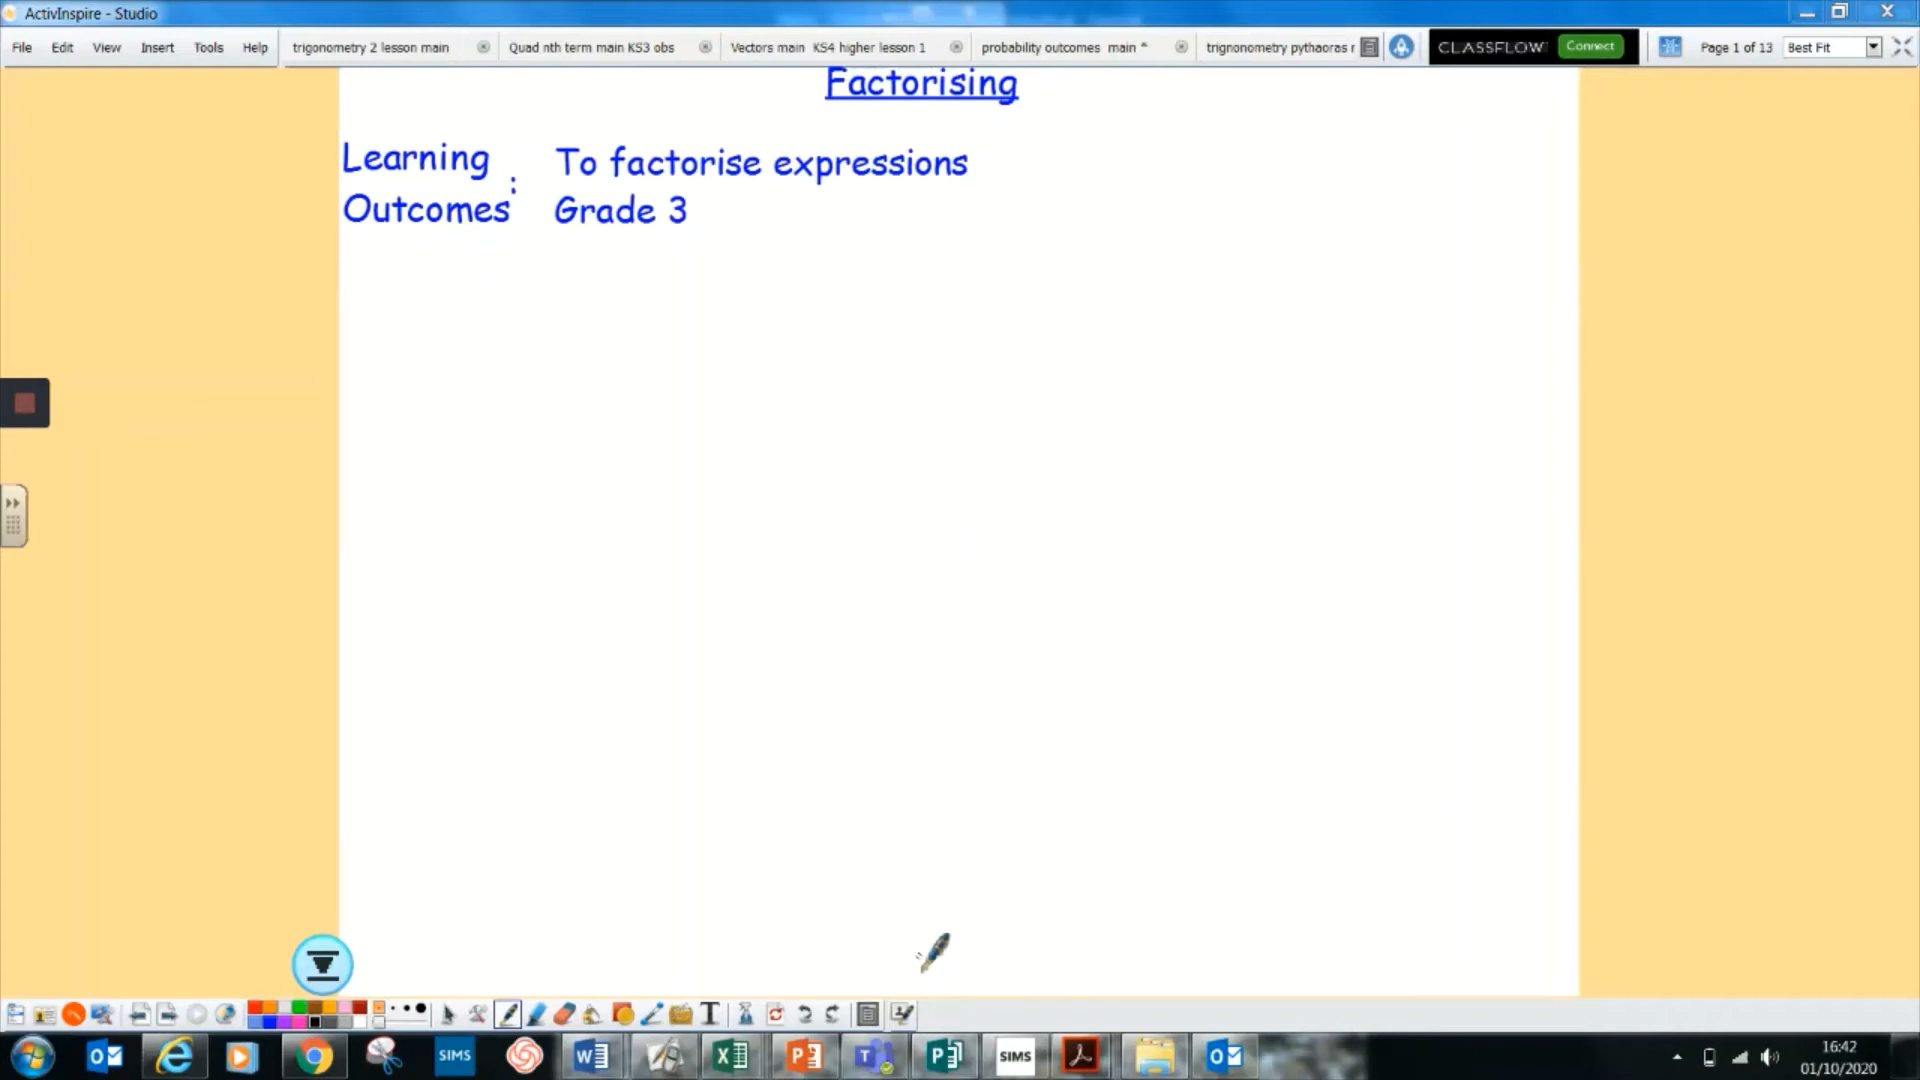 ActivInspire - Studio
File Edit View Insert Tools Help
trigonometry 2 lesson main
Quad nth term main KS3 obs
Vectors main KS4 higher lesson 1
probability outcomes main *
trignonometry pythaoras r
CLASSFLOW Connect
Page 1 of 13
Best Fit
Factorising
Learning
Outcomes
:
To factorise expressions
Grade 3
T
SIMS
SIMS
16:42
01/10/2020